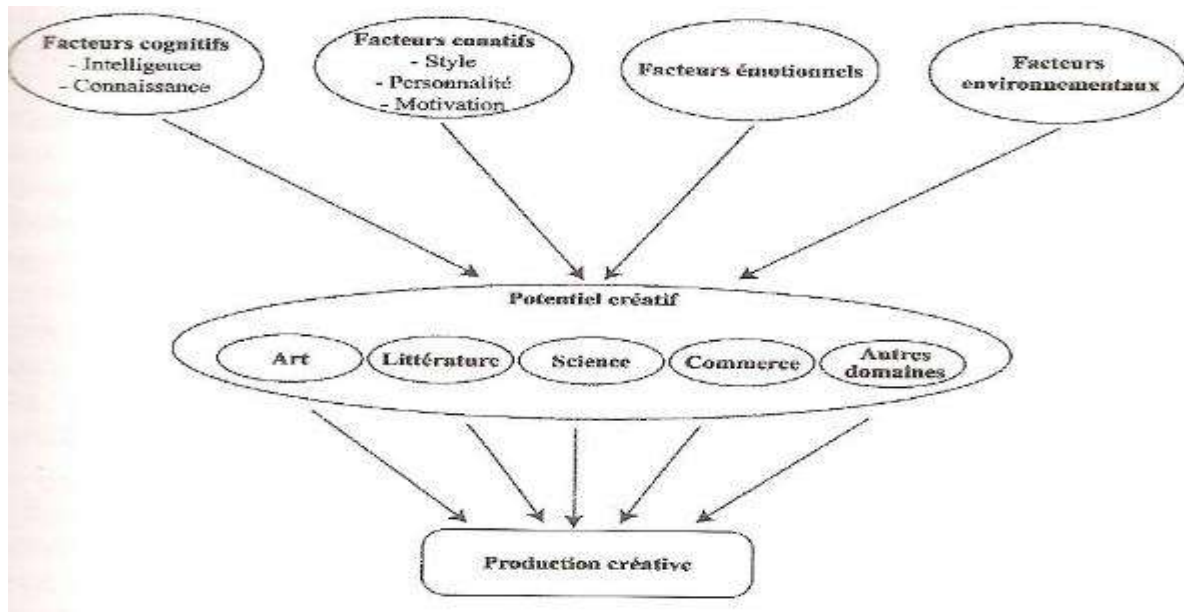 Facteurs cognitifs
- Intelligence
- Connaissance
Facteurs conatifs
- Style
- Personnalité
- Motivation
Facteurs émotionnels
Facteurs
environnementaux
Potentiel créatif
Art
Littérature
Science
Commerce
Autres
domaines
Production créative